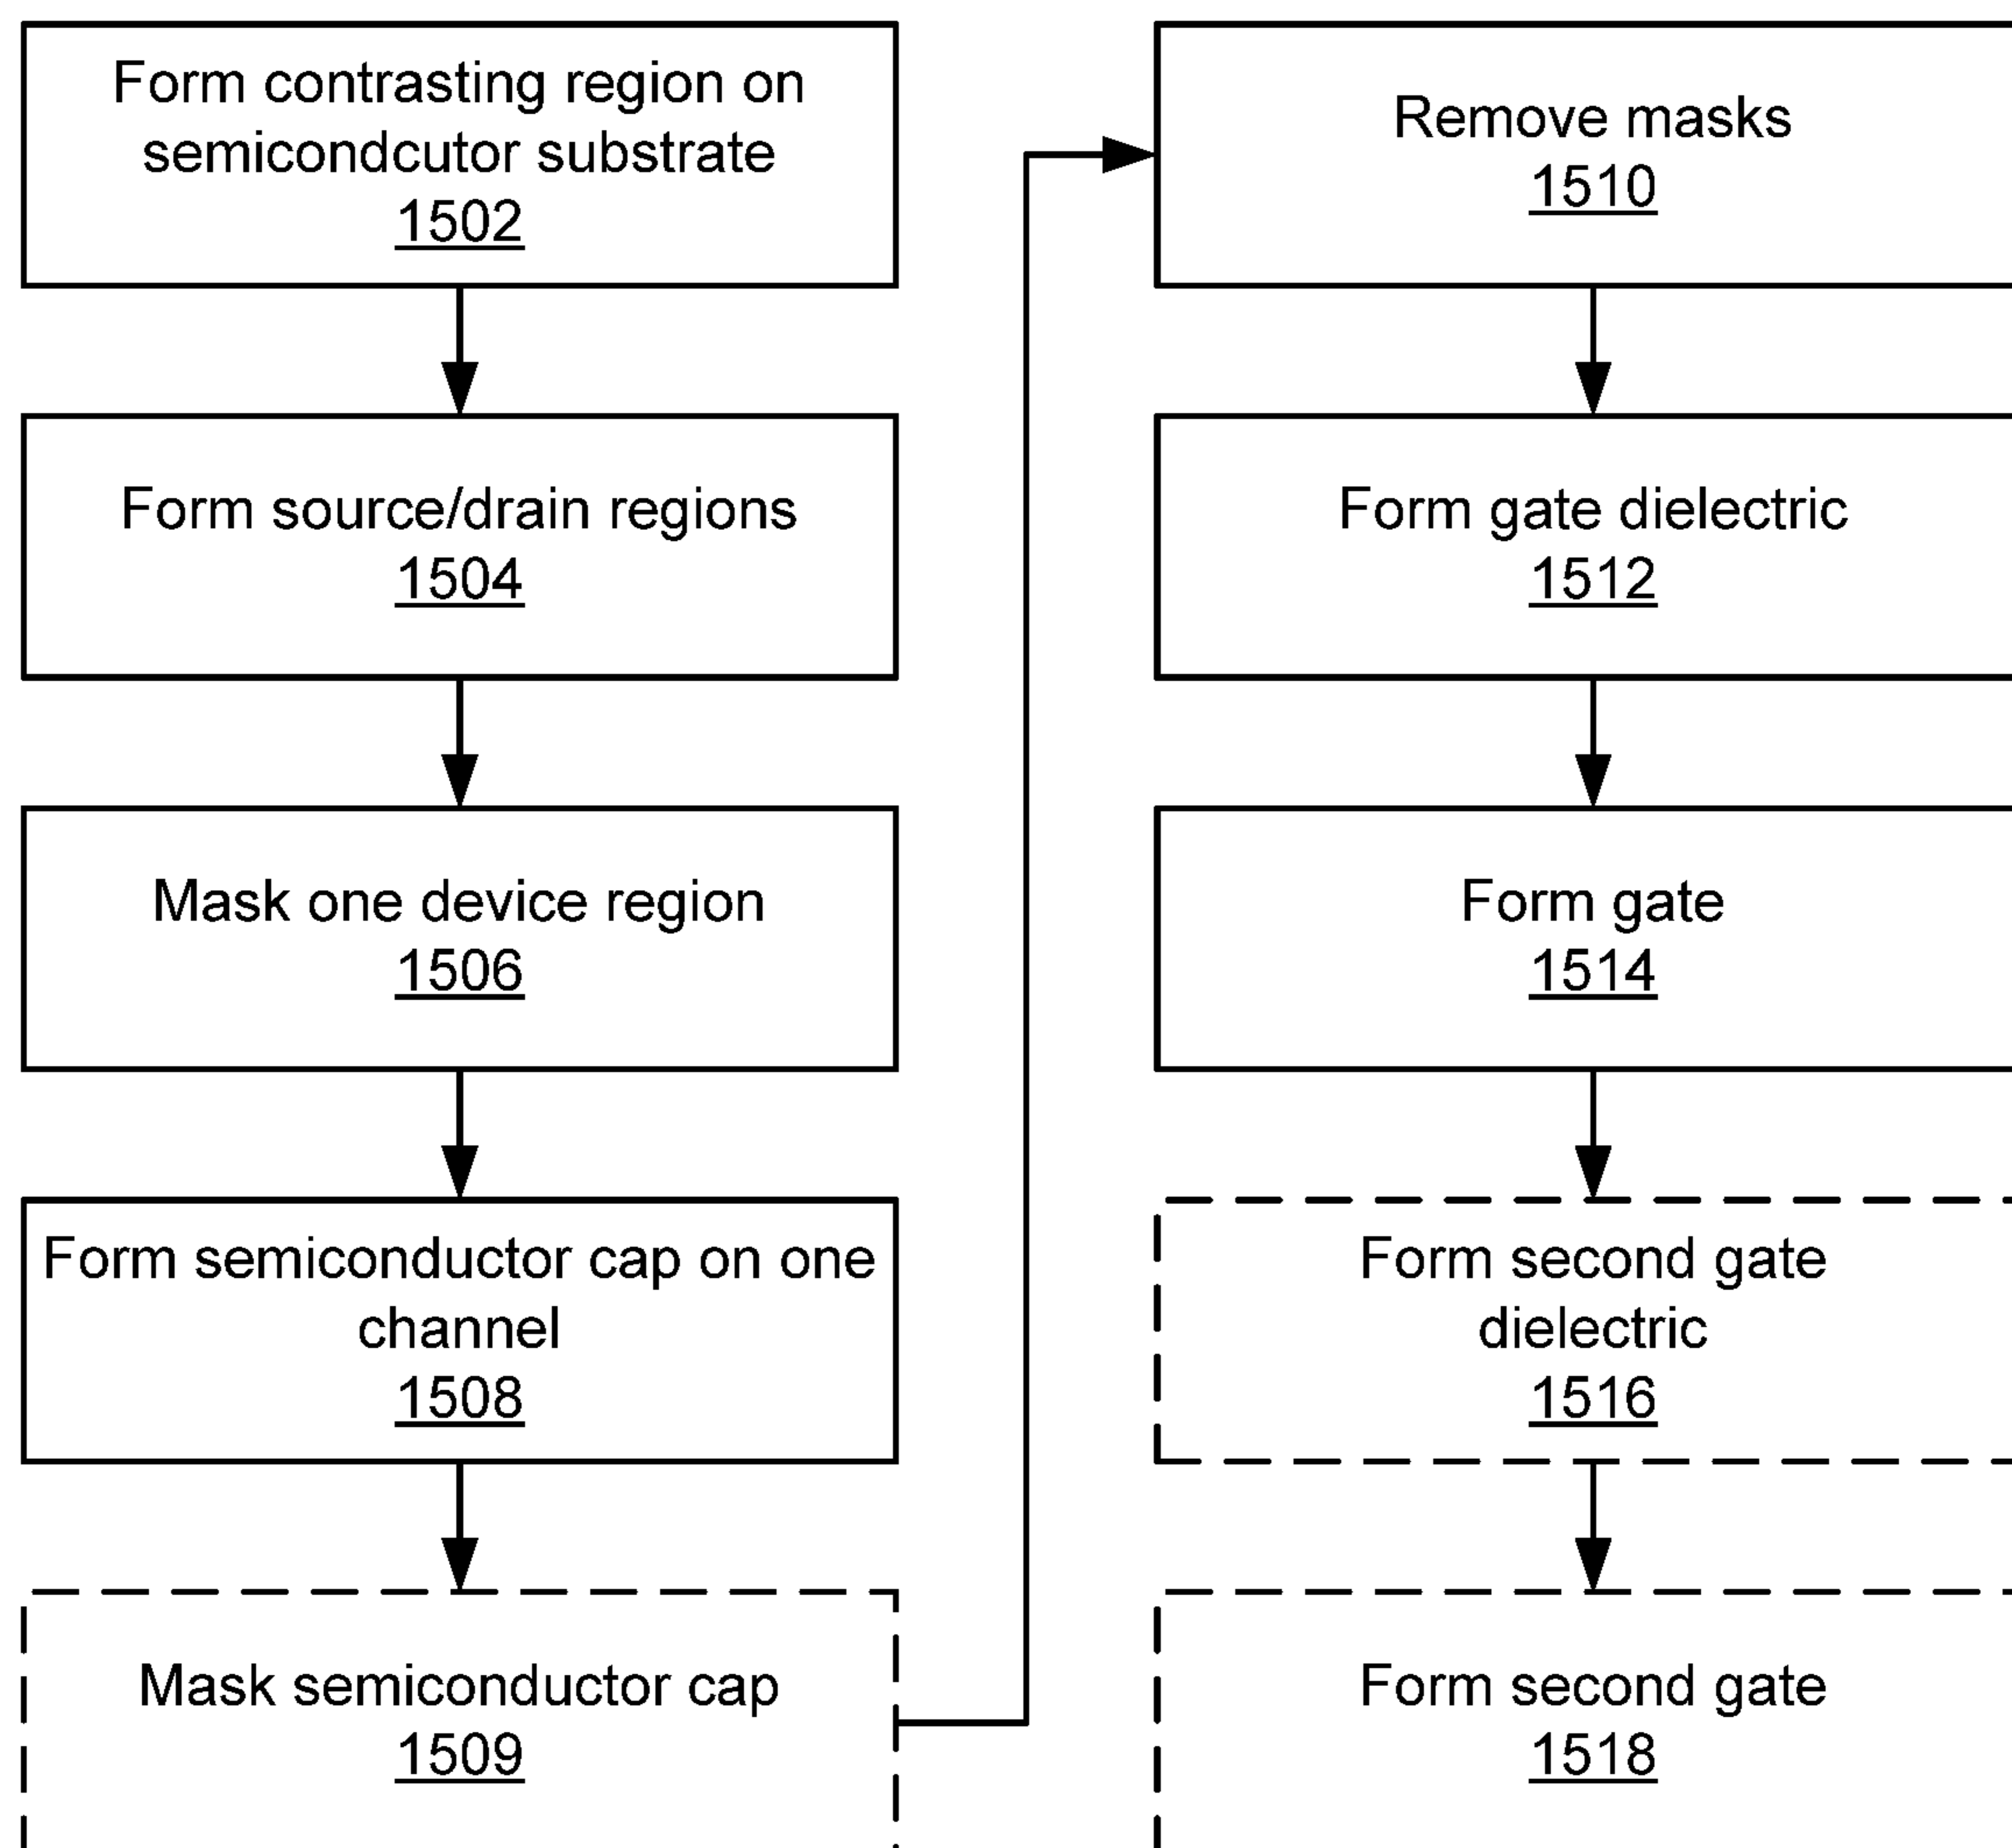 Form contrasting region on
semicondcutor substrate
1502
Form source/drain regions
1504
Mask one device region
1506
Form semiconductor cap on one
channel
1508
Mask semiconductor cap
1509
Remove masks
1510
Form gate dielectric
1512
Form gate
1514
Form second gate
dielectric
1516
Form second gate
1518